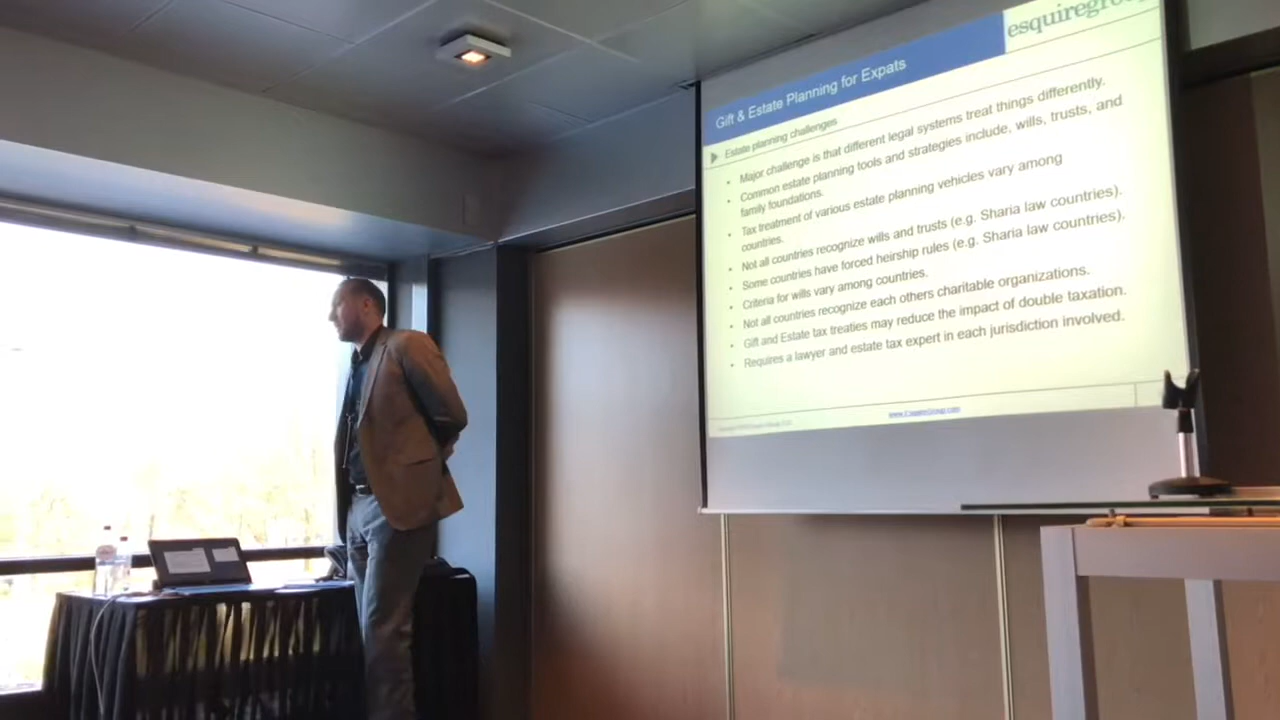 esquiregroup
Gift & Estate Planning for Expats
Estate planning challenges
Major challenge is that different legal systems treat things differently.
Common estate planning tools and strategies include, wills, trusts, and
family foundations.
Tax treatment of various estate planning vehicles vary among
countries.
Not all countries recognize wills and trusts (e.g. Sharia law countries).
Some countries have forced heirship rules (e.g. Sharia law countries).
Criteria for wills vary among countries.
Not all countries recognize each others charitable organizations.
Gift and Estate tax treaties may reduce the impact of double taxation.
Requires a lawyer and estate tax expert in each jurisdiction involved.
www.EsquireGroup.com